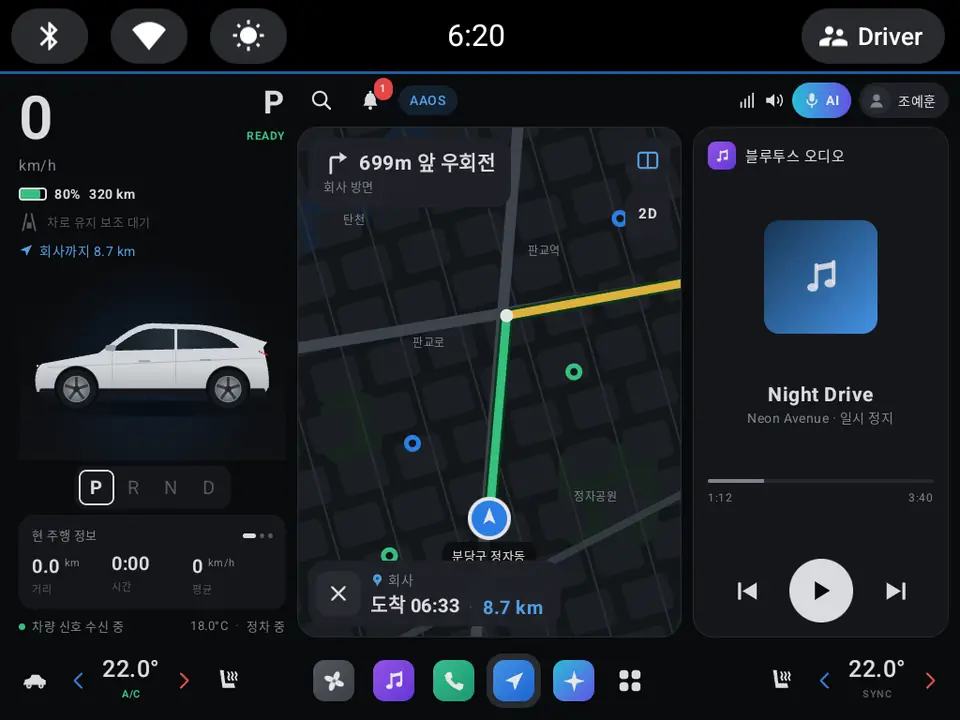 6:20
Driver
0
P
READY
km/h
80% 320 km
차로 유지 보조 대기
회사까지 8.7 km
P R N D
현 주행 정보
0.0 km
거리
0:00
시간
0 km/h
평균
차량 신호 수신 중
18.0°C · 정차 중
1
AAOS
AI
조예훈
699m 앞 우회전
회사 방면
2D
탄천
판교역
판교로
정자공원
분당구 정자동
회사
도착 06:33 · 8.7 km
블루투스 오디오
Night Drive
Neon Avenue · 일시 정지
1:12
3:40
22.0°
A/C
22.0°
SYNC